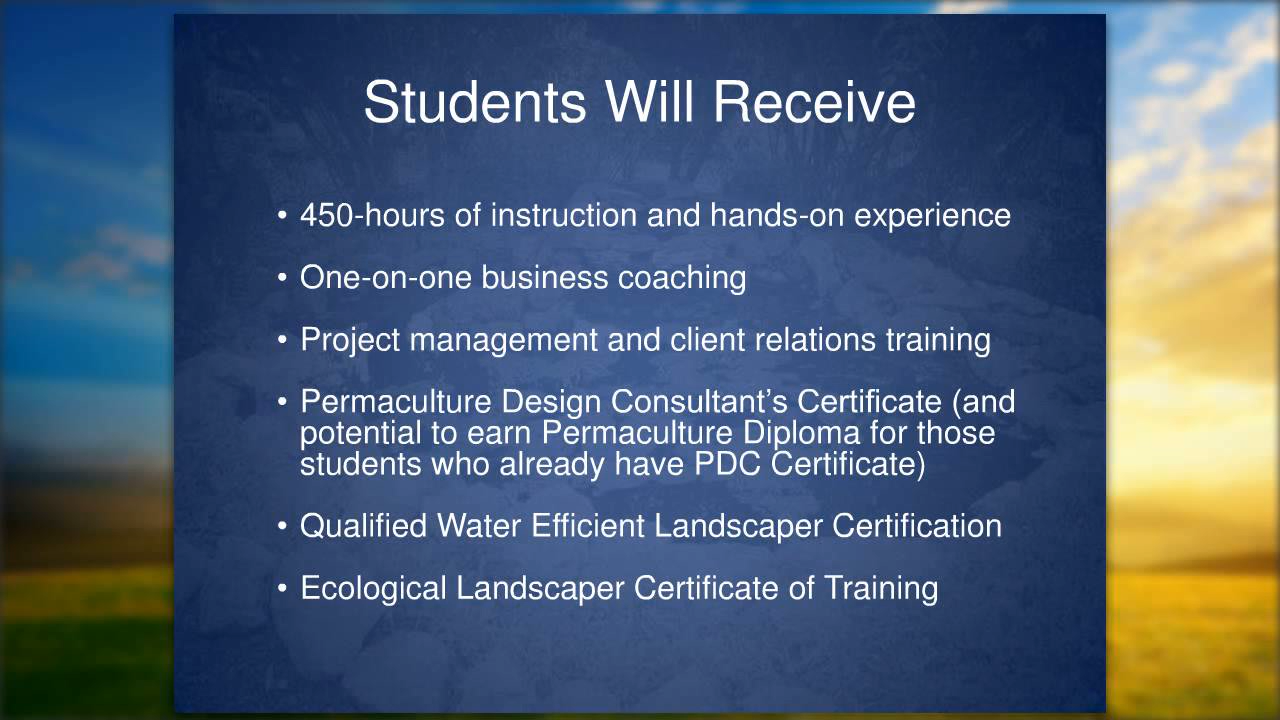 Students Will Receive
• 450-hours of instruction and hands-on experience
• One-on-one business coaching
• Project management and client relations training
• Permaculture Design Consultant’s Certificate (and
potential to earn Permaculture Diploma for those
students who already have PDC Certificate)
• Qualified Water Efficient Landscaper Certification
• Ecological Landscaper Certificate of Training